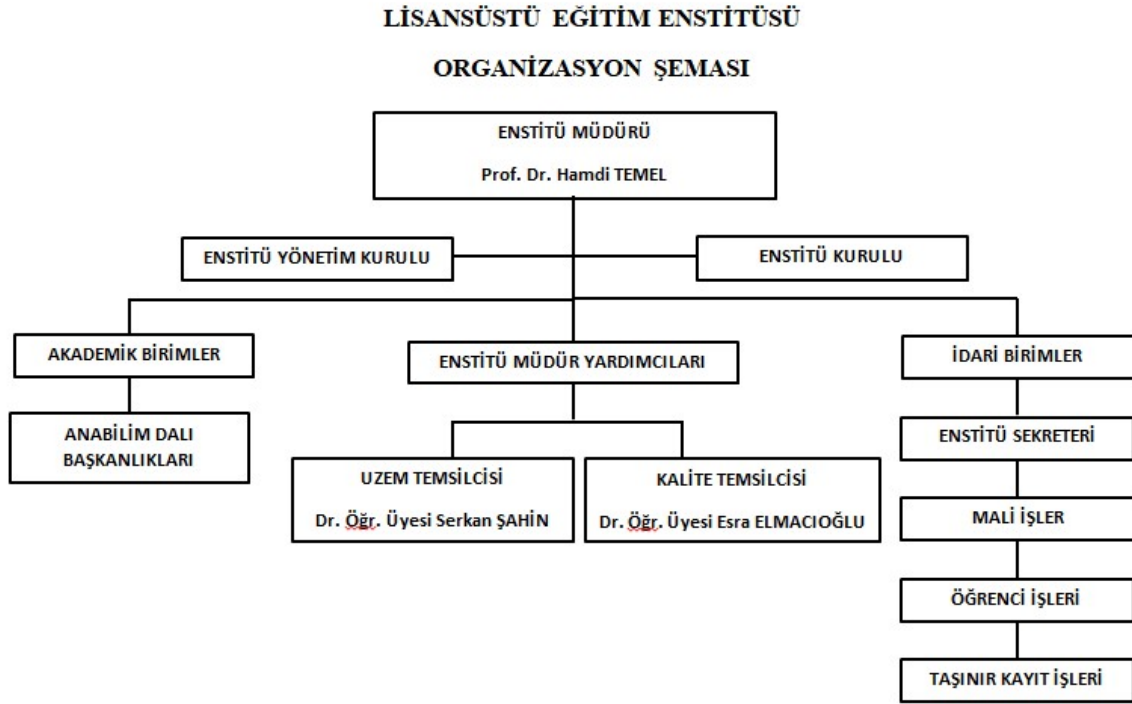 LİSANSÜSTÜ EĞİTİM ENSTİTÜSÜ
ORGANİZASYON ŞEMASI
ENSTİTÜ MÜDÜRÜ
Prof. Dr. Hamdi TEMEL
ENSTİTÜ YÖNETİM KURULU
ENSTİTÜ KURULU
AKADEMİK BİRİMLER
ENSTİTÜ MÜDÜR YARDIMCILARI
İDARİ BİRİMLER
ANABİLİM DALI
BAŞKANLIKLARI
ENSTİTÜ SEKRETERİ
UZEM TEMSİLCİSİ
Dr. Öğr. Üyesi Serkan ŞAHİN
KALİTE TEMSİLCİSİ
Dr. Öğr. Üyesi Esra ELMACIOĞLU
MALİ İŞLER
ÖĞRENCİ İŞLERİ
TAŞINIR KAYIT İŞLERİ